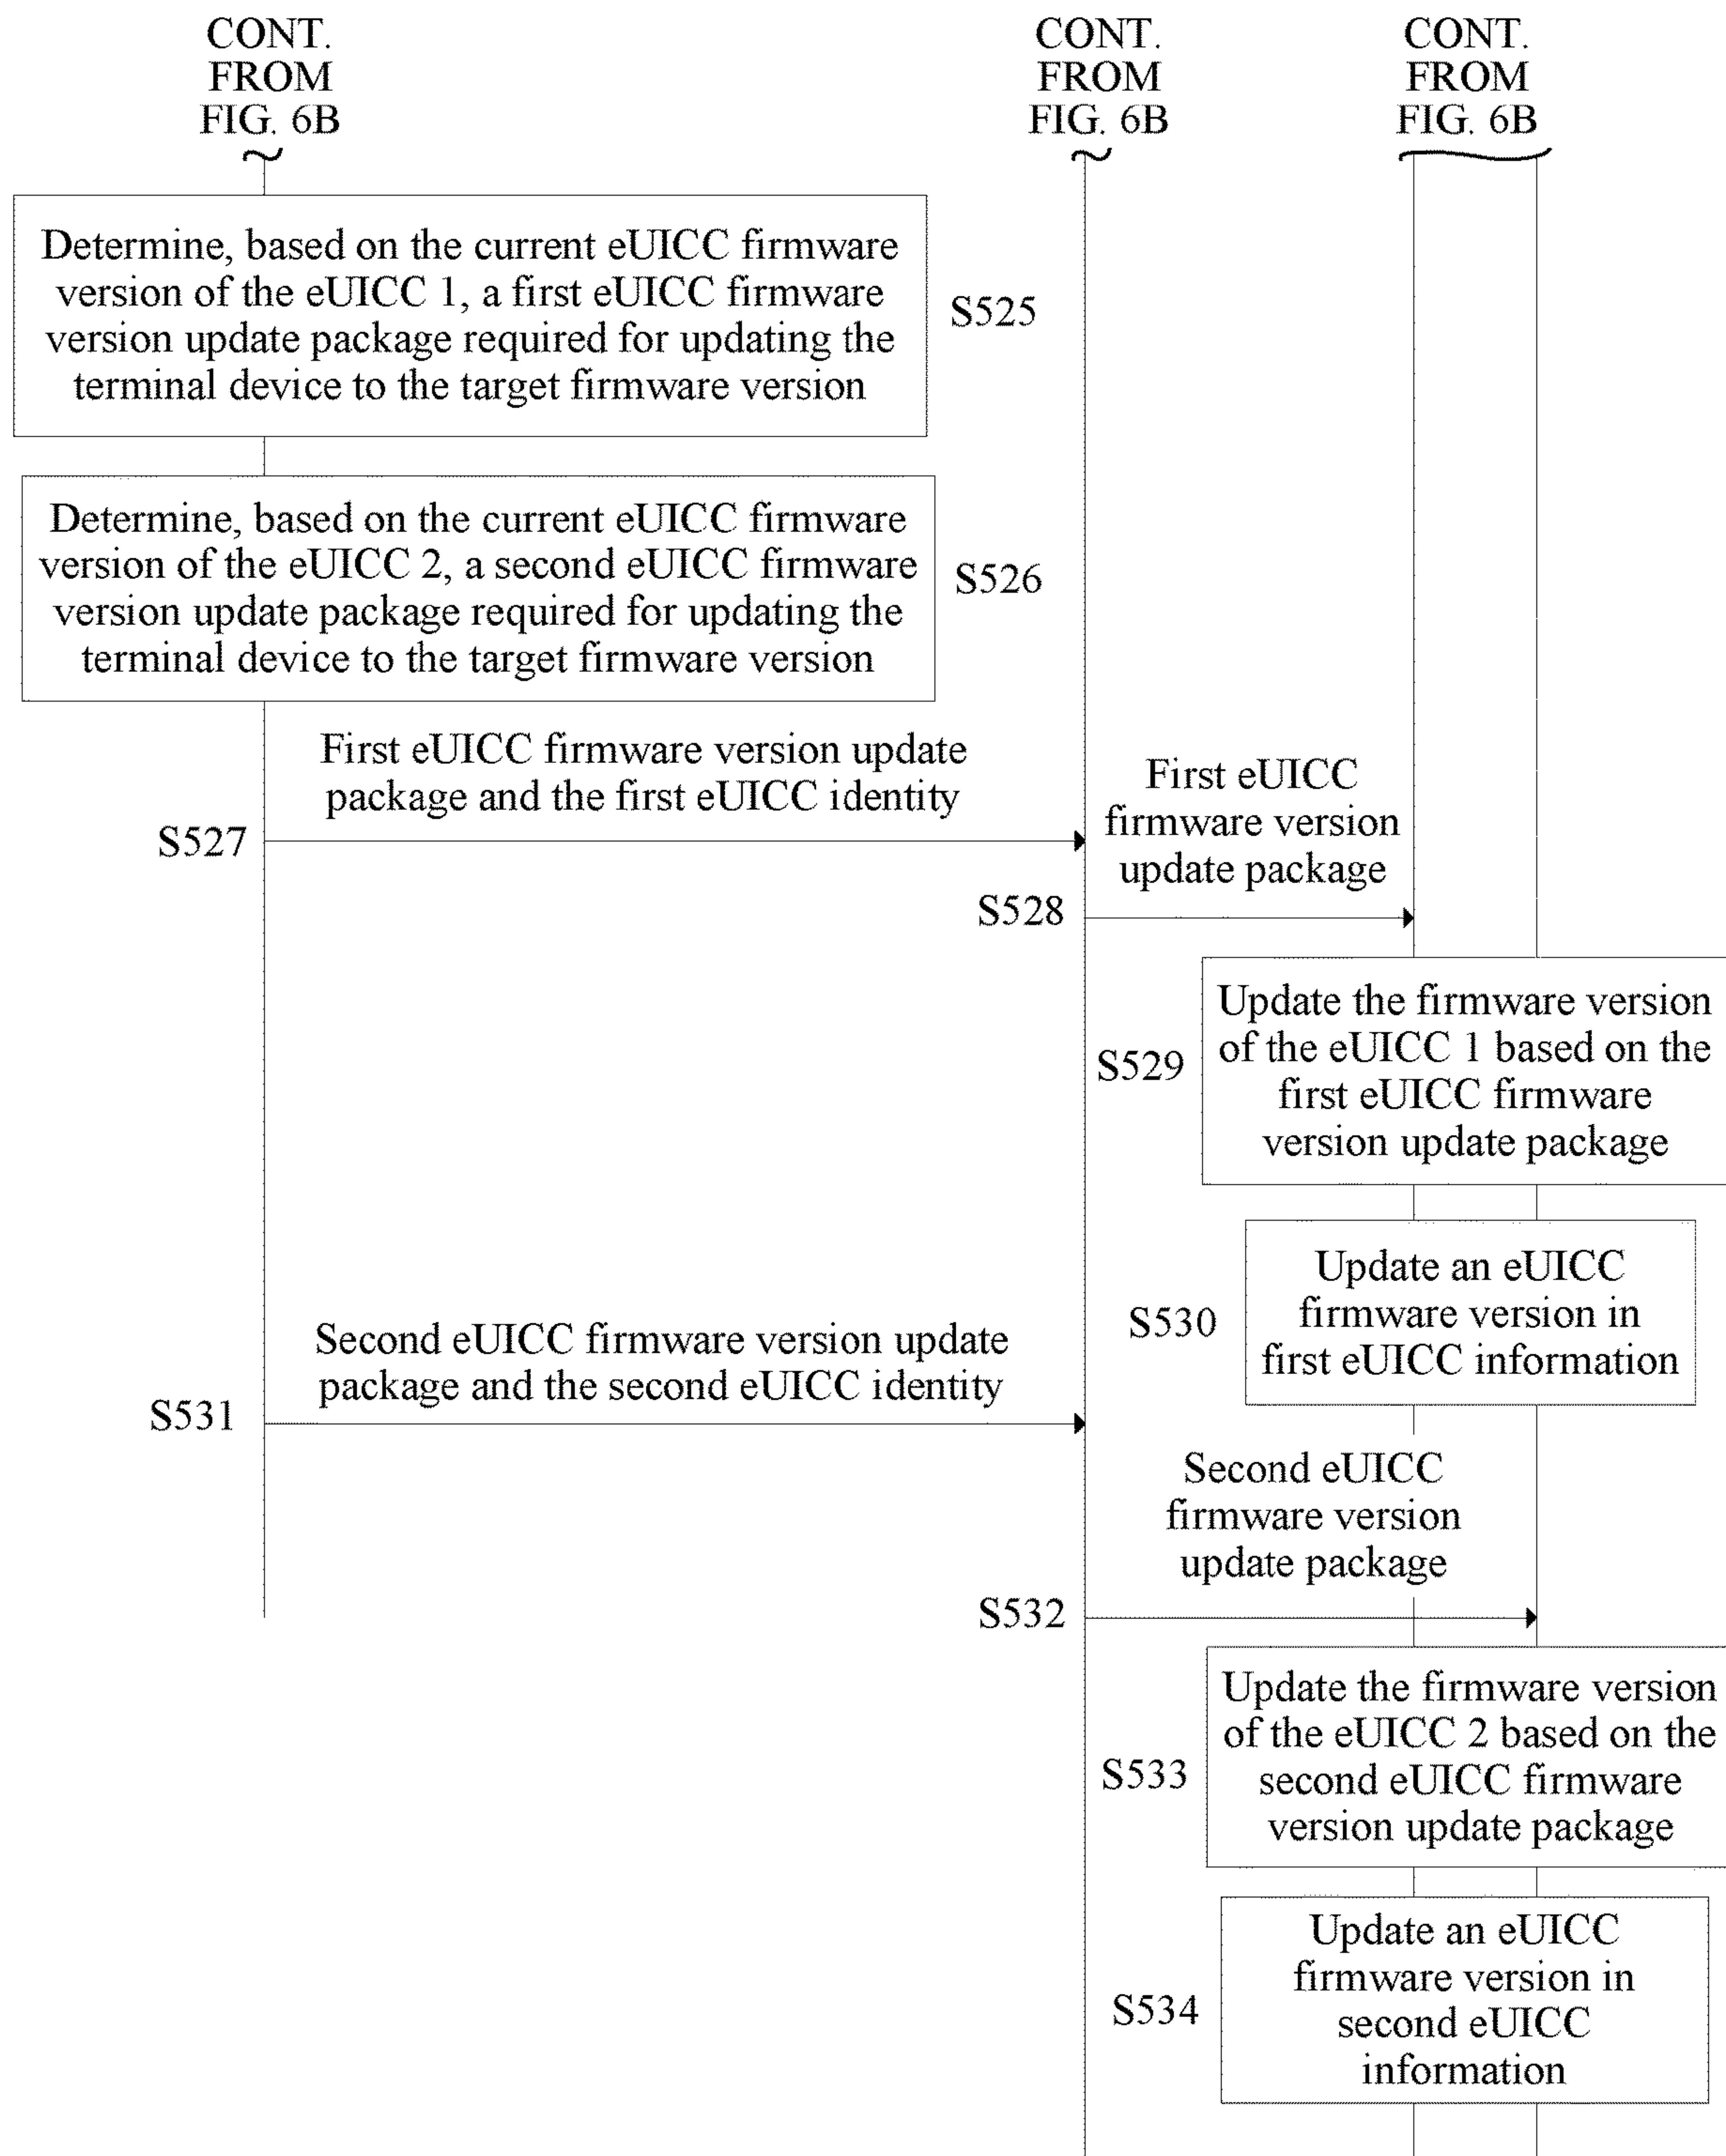 CONT.
FROM
FIG. 6B
CONT.
FROM
FIG. 6B
CONT.
FROM
FIG. 6B
Determine, based on the current eUICC firmware
version of the eUICC 1, a first eUICC firmware
version update package required for updating the
terminal device to the target firmware version
S525
Determine, based on the current eUICC firmware
version of the eUICC 2, a second eUICC firmware
version update package required for updating the
terminal device to the target firmware version
S526
First eUICC firmware version update
package and the first eUICC identity
S527
First eUICC
firmware version
update package
S528
Update the firmware version
of the eUICC 1 based on the
first eUICC firmware
version update package
S529
Update an eUICC
firmware version in
first eUICC information
S530
Second eUICC firmware version update
package and the second eUICC identity
S531
Second eUICC
firmware version
update package
S532
Update the firmware version
of the eUICC 2 based on the
second eUICC firmware
version update package
S533
Update an eUICC
firmware version in
second eUICC
information
S534